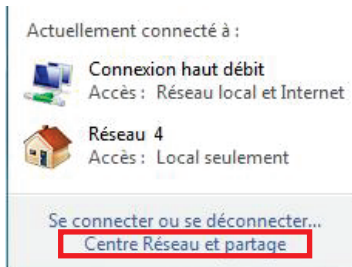 Actuellement connecté à :
Connexion haut débit
Accès : Réseau local et Internet
Réseau 4
Accès : Local seulement
Se connecter ou se déconnecter...
Centre Réseau et partage